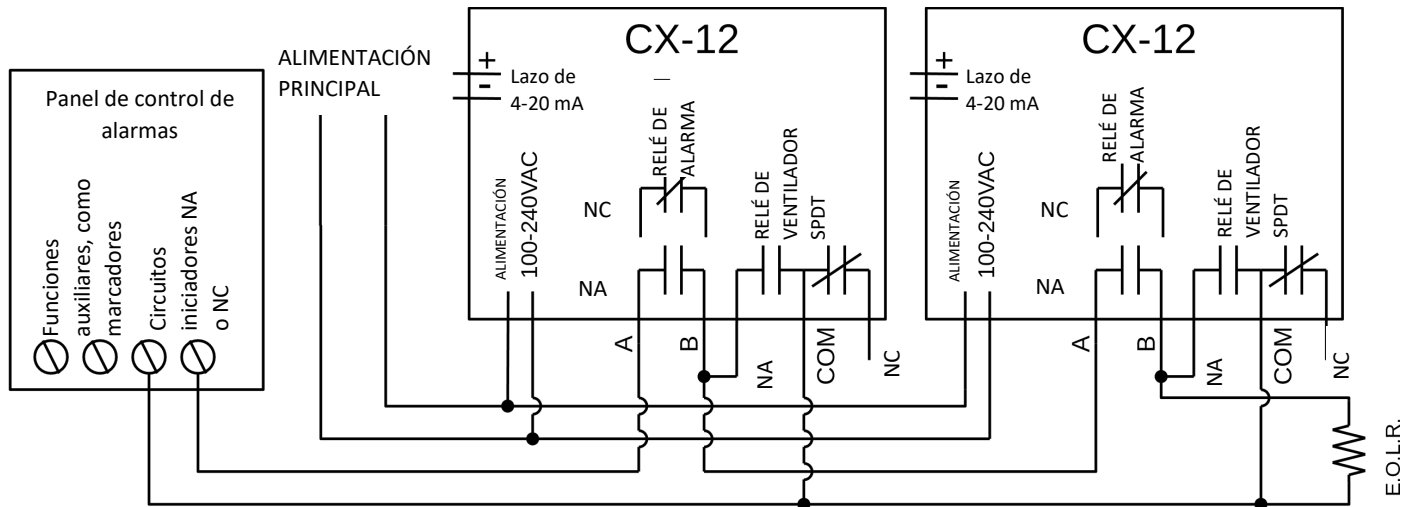 Panel de control de
alarmas
Funciones
auxiliares, como
marcadores
Circuitos
iniciadores NA
o NC
ALIMENTACIÓN
PRINCIPAL
CX-12
+
-
Lazo de
4-20 mA
ALIMENTACIÓN
100-240VAC
RELÉ DE
ALARMA
NC
NA
RELÉ DE
VENTILADOR
SPDT
A
B
NA
COM
NC
CX-12
+
-
Lazo de
4-20 mA
ALIMENTACIÓN
100-240VAC
RELÉ DE
ALARMA
NC
NA
RELÉ DE
VENTILADOR
SPDT
A
B
NA
COM
NC
E.O.L.R.